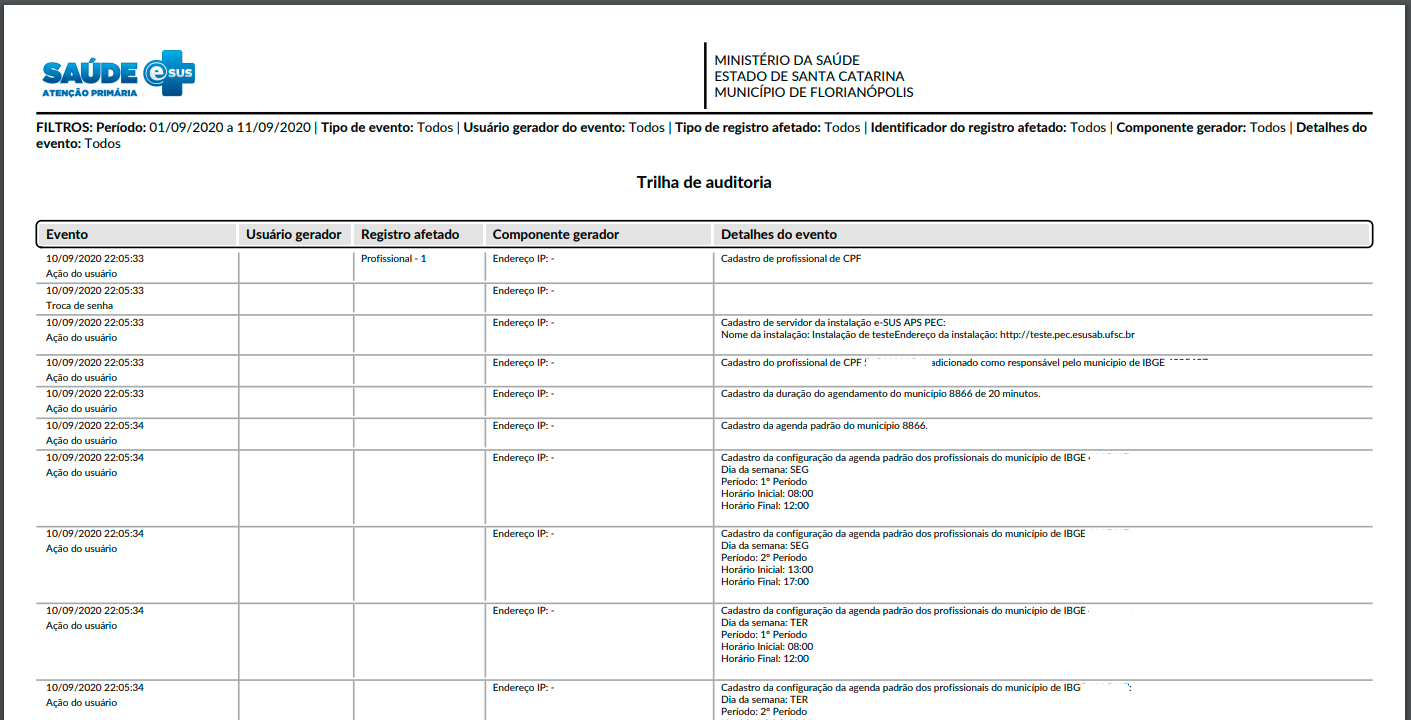 SAÚDE e SUS
ATENÇÃO PRIMÁRIA
MINISTÉRIO DA SAÚDE
ESTADO DE SANTA CATARINA
MUNICÍPIO DE FLORIANÓPOLIS
FILTROS: Período: 01/09/2020 a 11/09/2020 | Tipo de evento: Todos | Usuário gerador do evento: Todos | Tipo de registro afetado: Todos | Identificador do registro afetado: Todos | Componente gerador: Todos | Detalhes do
evento: Todos
Trilha de auditoria
Evento Usuário gerador Registro afetado Componente gerador Detalhes do evento
10/09/2020 22:05:33 Profissional - 1 Endereço IP: - Cadastro de profissional de CPF
Ação do usuário
10/09/2020 22:05:33 Endereço IP: -
Troca de senha
10/09/2020 22:05:33 Endereço IP: - Cadastro de servidor da instalação e-SUS APS PEC:
Ação do usuário Nome da instalação: Instalação de testeEndereço da instalação: http://teste.pec.esusab.ufsc.br
10/09/2020 22:05:33 Endereço IP: - Cadastro do profissional de CPF adicionado como responsável pelo municipio de IBGE
Ação do usuário
10/09/2020 22:05:33 Endereço IP: - Cadastro da duração do agendamento do município 8866 de 20 minutos.
Ação do usuário
10/09/2020 22:05:34 Endereço IP: - Cadastro da agenda padrão do município 8866.
Ação do usuário
10/09/2020 22:05:34 Endereço IP: - Cadastro da configuração da agenda padrão dos profissionais do município de IBGE
Ação do usuário Dia da semana: SEG
Período: 1º Período
Horário Inicial: 08:00
Horário Final: 12:00
10/09/2020 22:05:34 Endereço IP: - Cadastro da configuração da agenda padrão dos profissionais do município de IBGE
Ação do usuário Dia da semana: SEG
Período: 2º Período
Horário Inicial: 13:00
Horário Final: 17:00
10/09/2020 22:05:34 Endereço IP: - Cadastro da configuração da agenda padrão dos profissionais do município de IBGE
Ação do usuário Dia da semana: TER
Período: 1º Período
Horário Inicial: 08:00
Horário Final: 12:00
10/09/2020 22:05:34 Endereço IP: - Cadastro da configuração da agenda padrão dos profissionais do município de IBG :
Ação do usuário Dia da semana: TER
Período: 2º Período